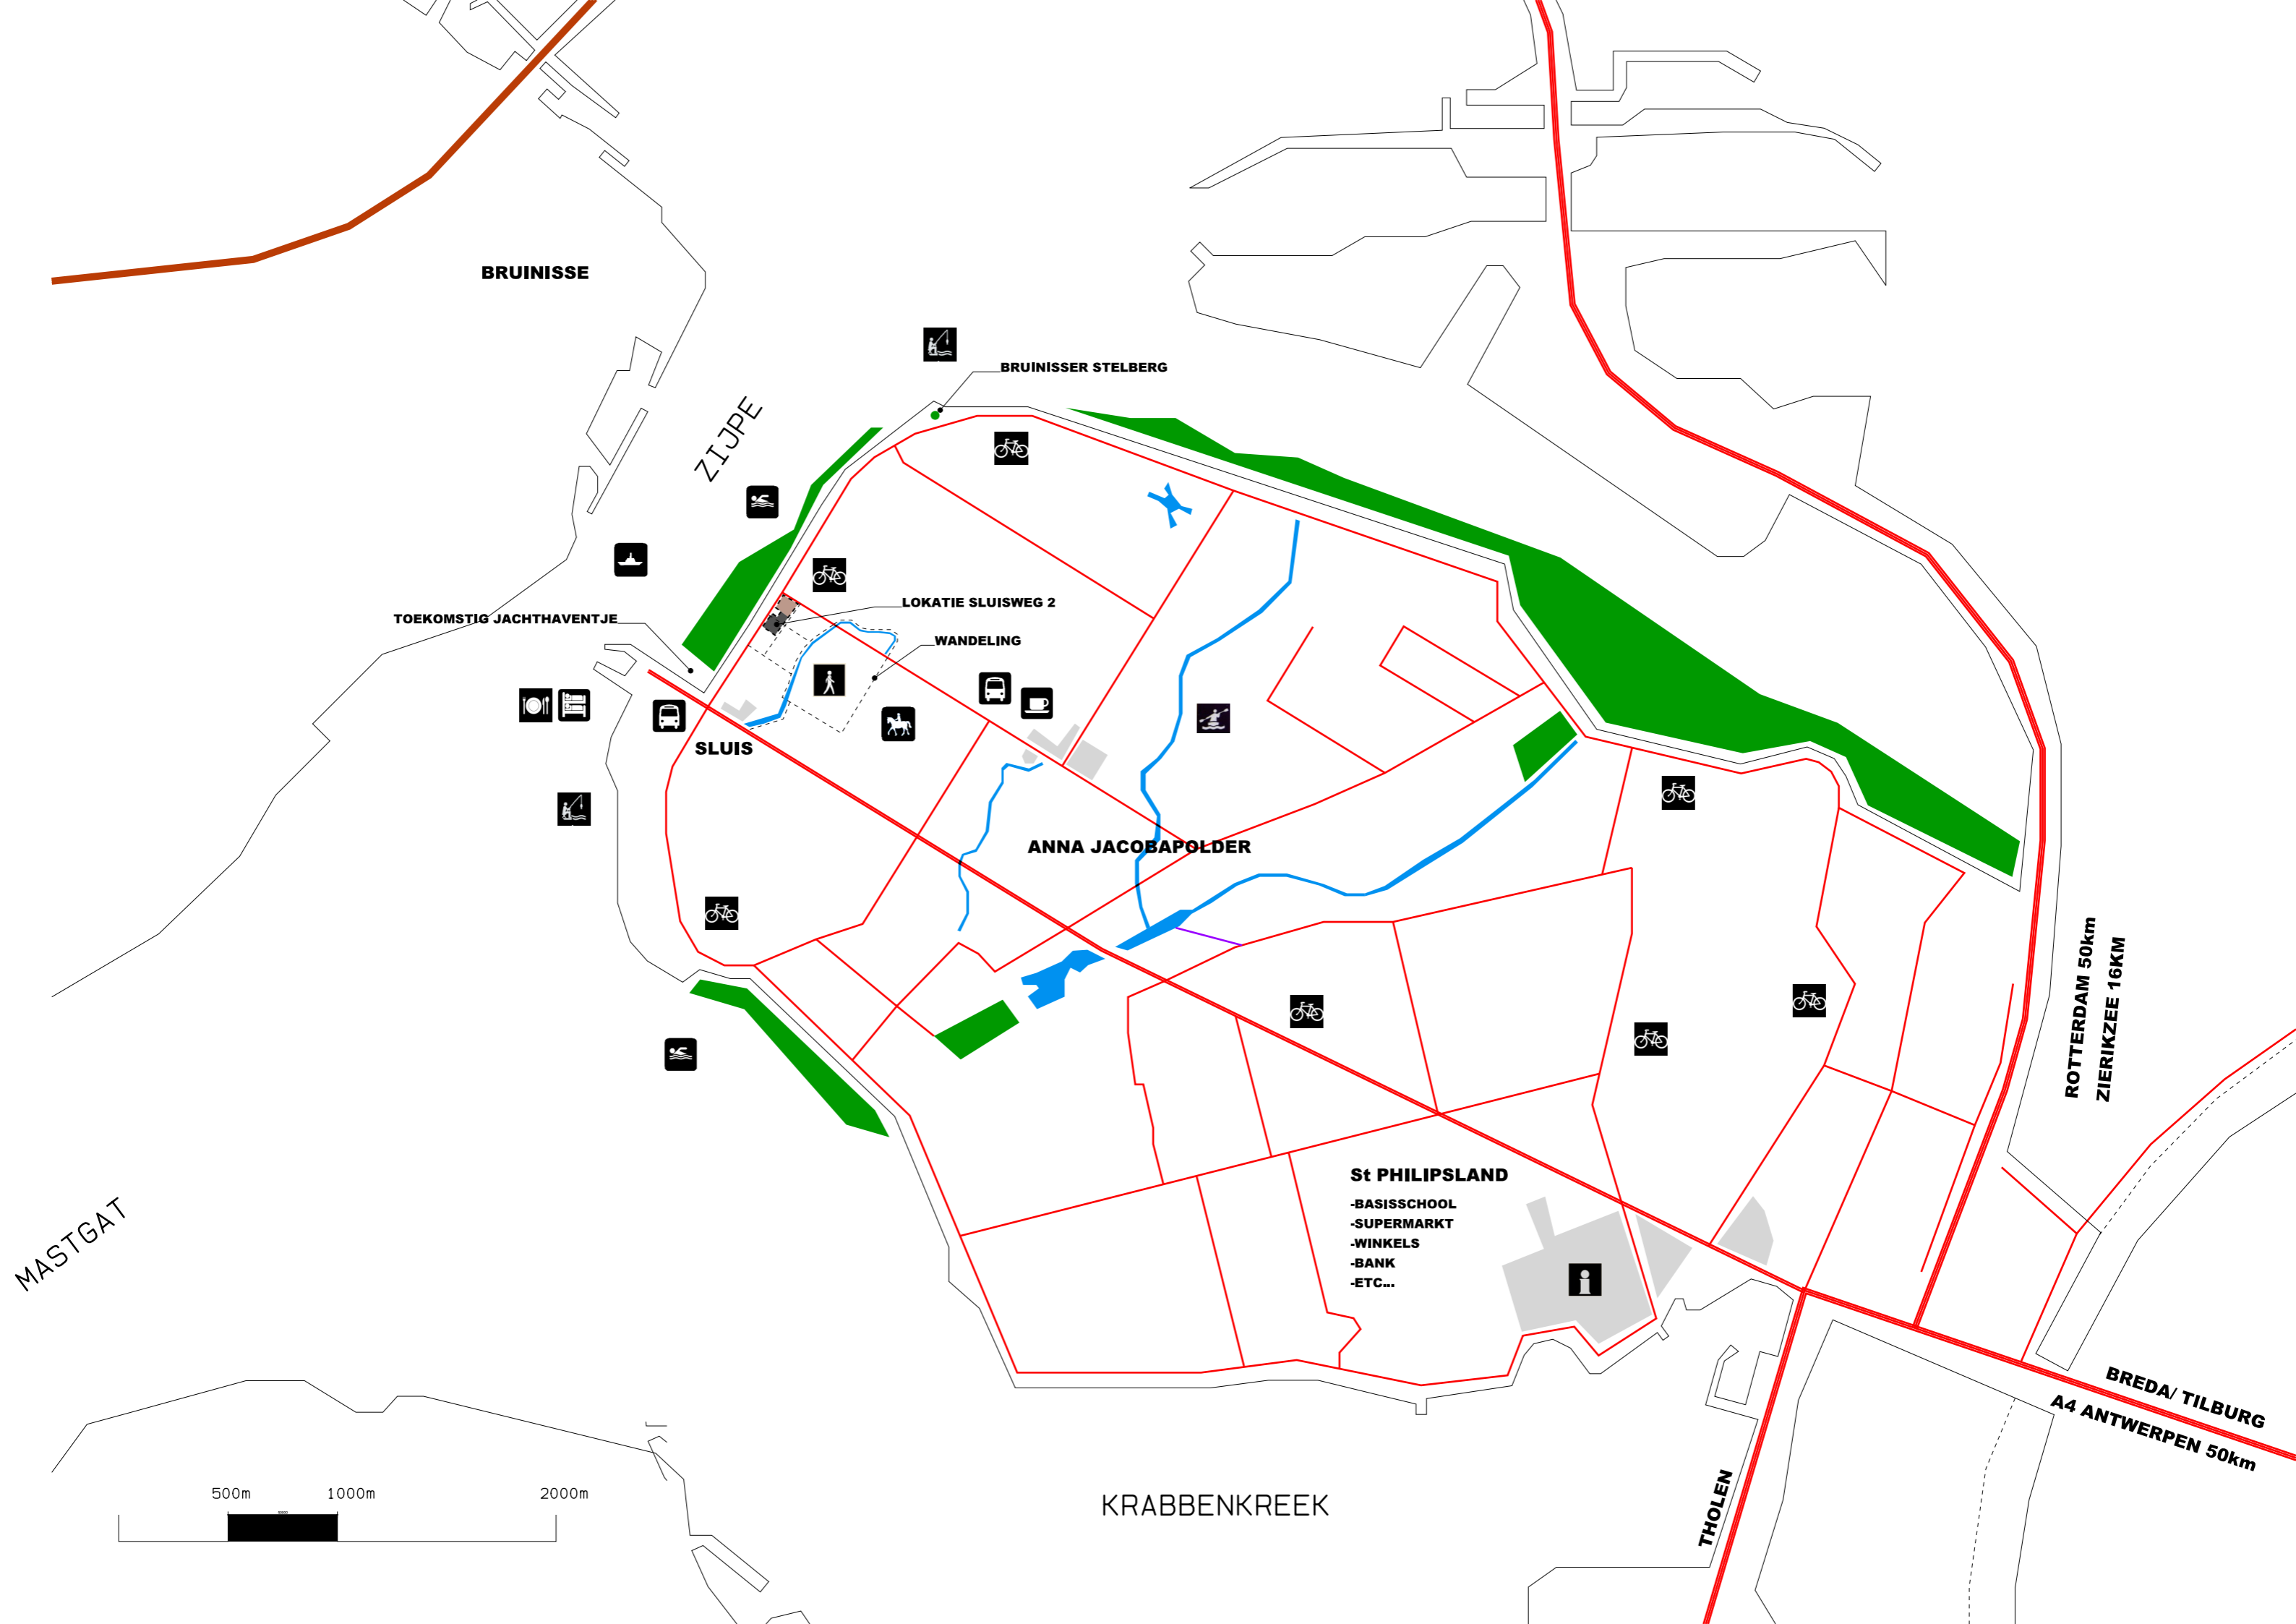 BRUINISSE
BRUINISSER STELBERG
ZIJPE
LOKATIE SLUISWEG 2
TOEKOMSTIG JACHTHAVENTJE
WANDELING
SLUIS
ANNA JACOBAPOLDER
ROTTERDAM 50km
ZIERIKZEE 16KM
St PHILIPSLAND
-BASISSCHOOL
-SUPERMARKT
-WINKELS
-BANK
-ETC...
MASTGAT
BREDA/ TILBURG
A4 ANTWERPEN 50km
THOLEN
KRABBENKREEK
500m 1000m 2000m